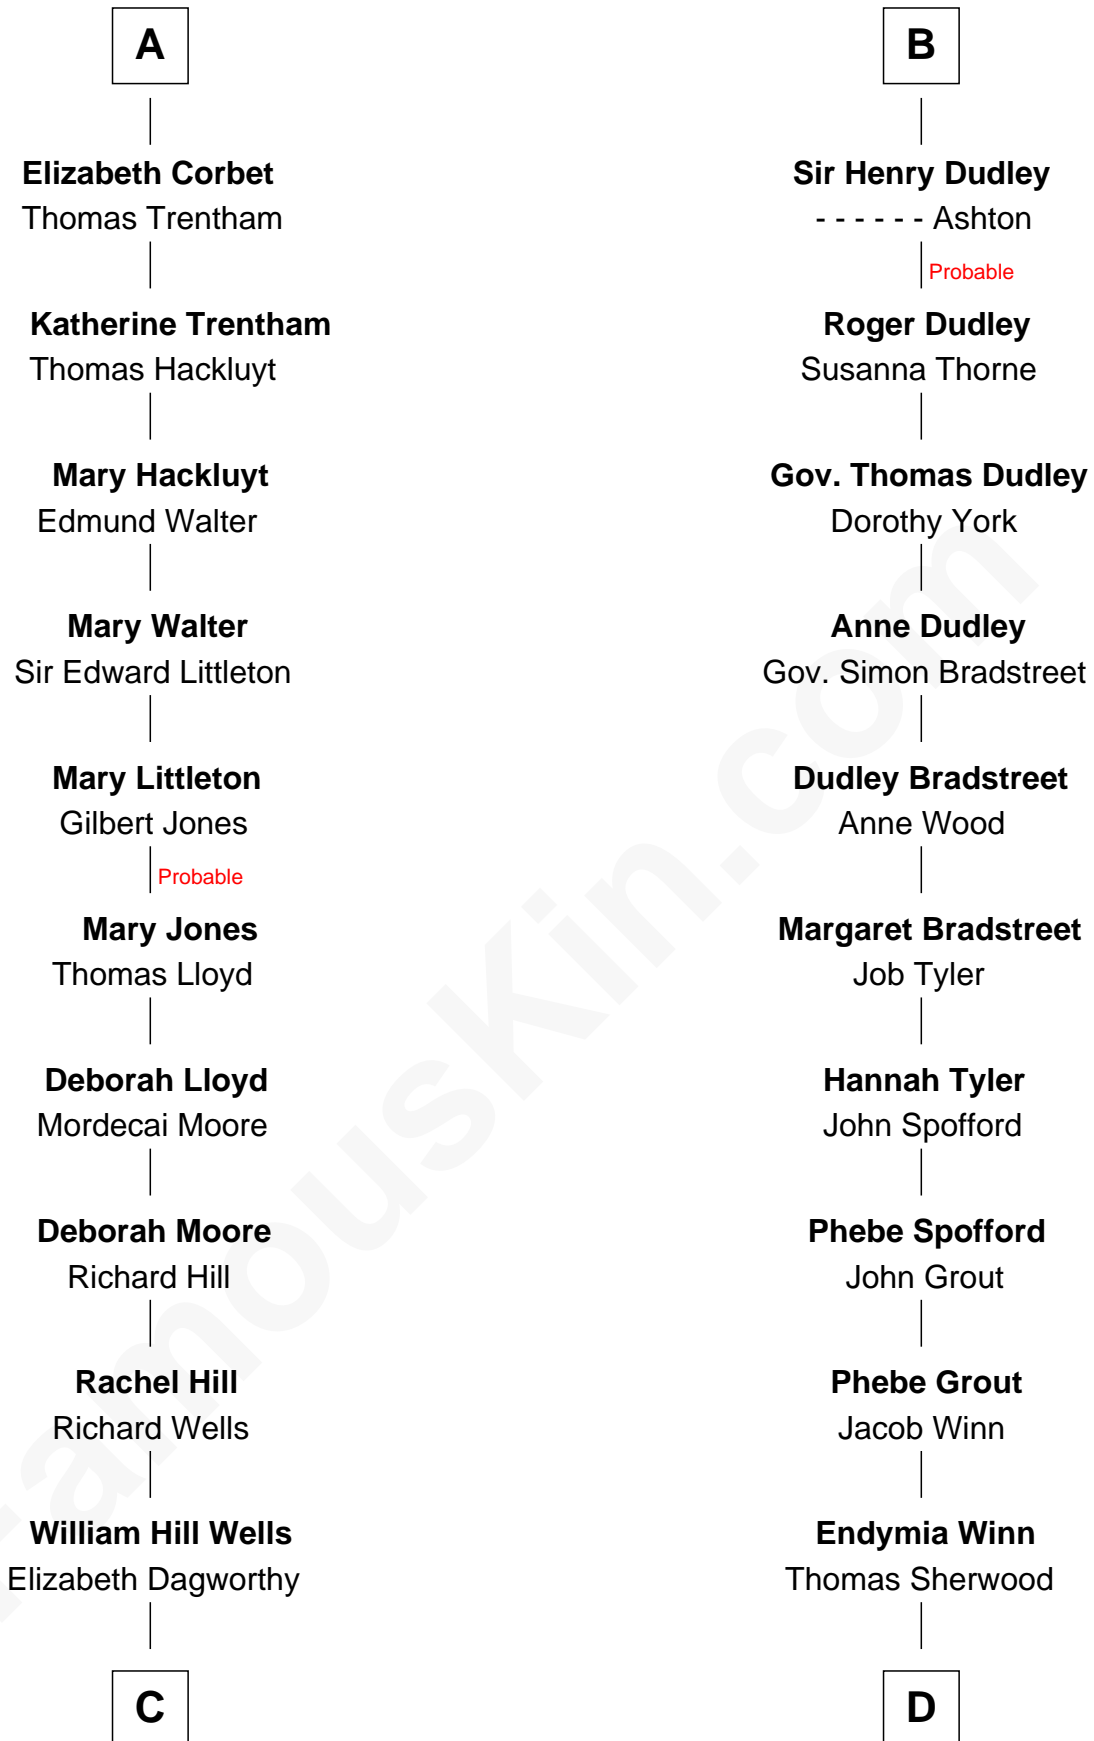 A
Elizabeth Corbet
Thomas Trentham
Katherine Trentham
Thomas Hackluyt
Mary Hackluyt
Edmund Walter
Mary Walter
Sir Edward Littleton
Mary Littleton
Gilbert Jones
Probable
Mary Jones
Thomas Lloyd
Deborah Lloyd
Mordecai Moore
Deborah Moore
Richard Hill
Rachel Hill
Richard Wells
William Hill Wells
Elizabeth Dagworthy
C
B
Sir Henry Dudley
- - - - - - Ashton
Probable
Roger Dudley
Susanna Thorne
Gov. Thomas Dudley
Dorothy York
Anne Dudley
Gov. Simon Bradstreet
Dudley Bradstreet
Anne Wood
Margaret Bradstreet
Job Tyler
Hannah Tyler
John Spofford
Phebe Spofford
John Grout
Phebe Grout
Jacob Winn
Endymia Winn
Thomas Sherwood
D
FamousKin.com